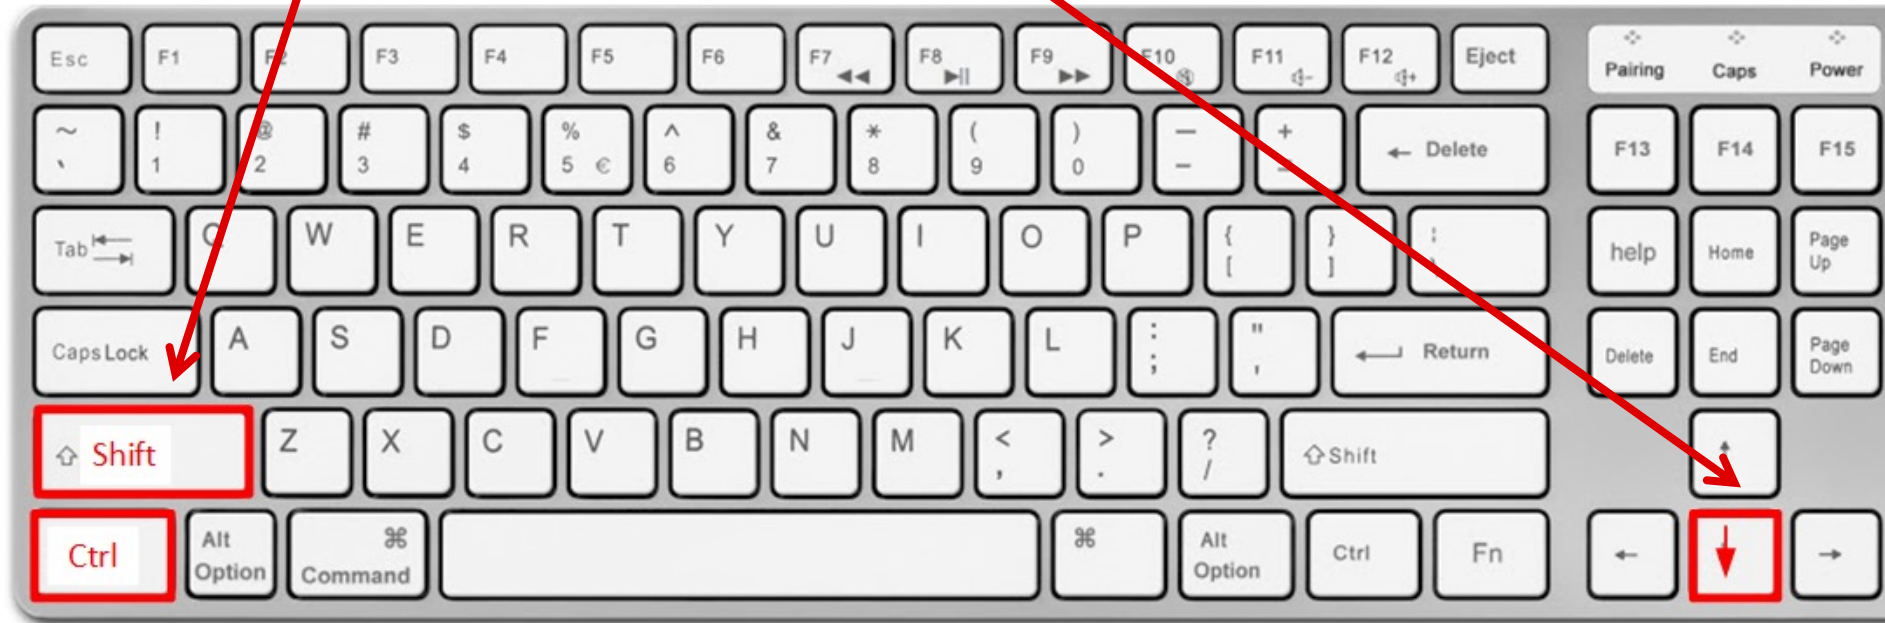 Esc F1 F2 F3 F4 F5 F6 F7 F8 F9 F10 F11 F12 Eject Pairing Caps Power
~ ! @ # $ % ^ & * ( ) — +
` 1 2 3 4 5 € 6 7 8 9 0 – ← Delete F13 F14 F15
Tab Q W E R T Y U I O P { } help Home Page Up
[ ]
Caps Lock A S D F G H J K L : " Return Delete End Page Down
; '
Shift Z X C V B N M < > ? Shift
, . /
Ctrl Alt Option ⌘ Command ⌘ Alt Option Ctrl Fn ← ↓ →